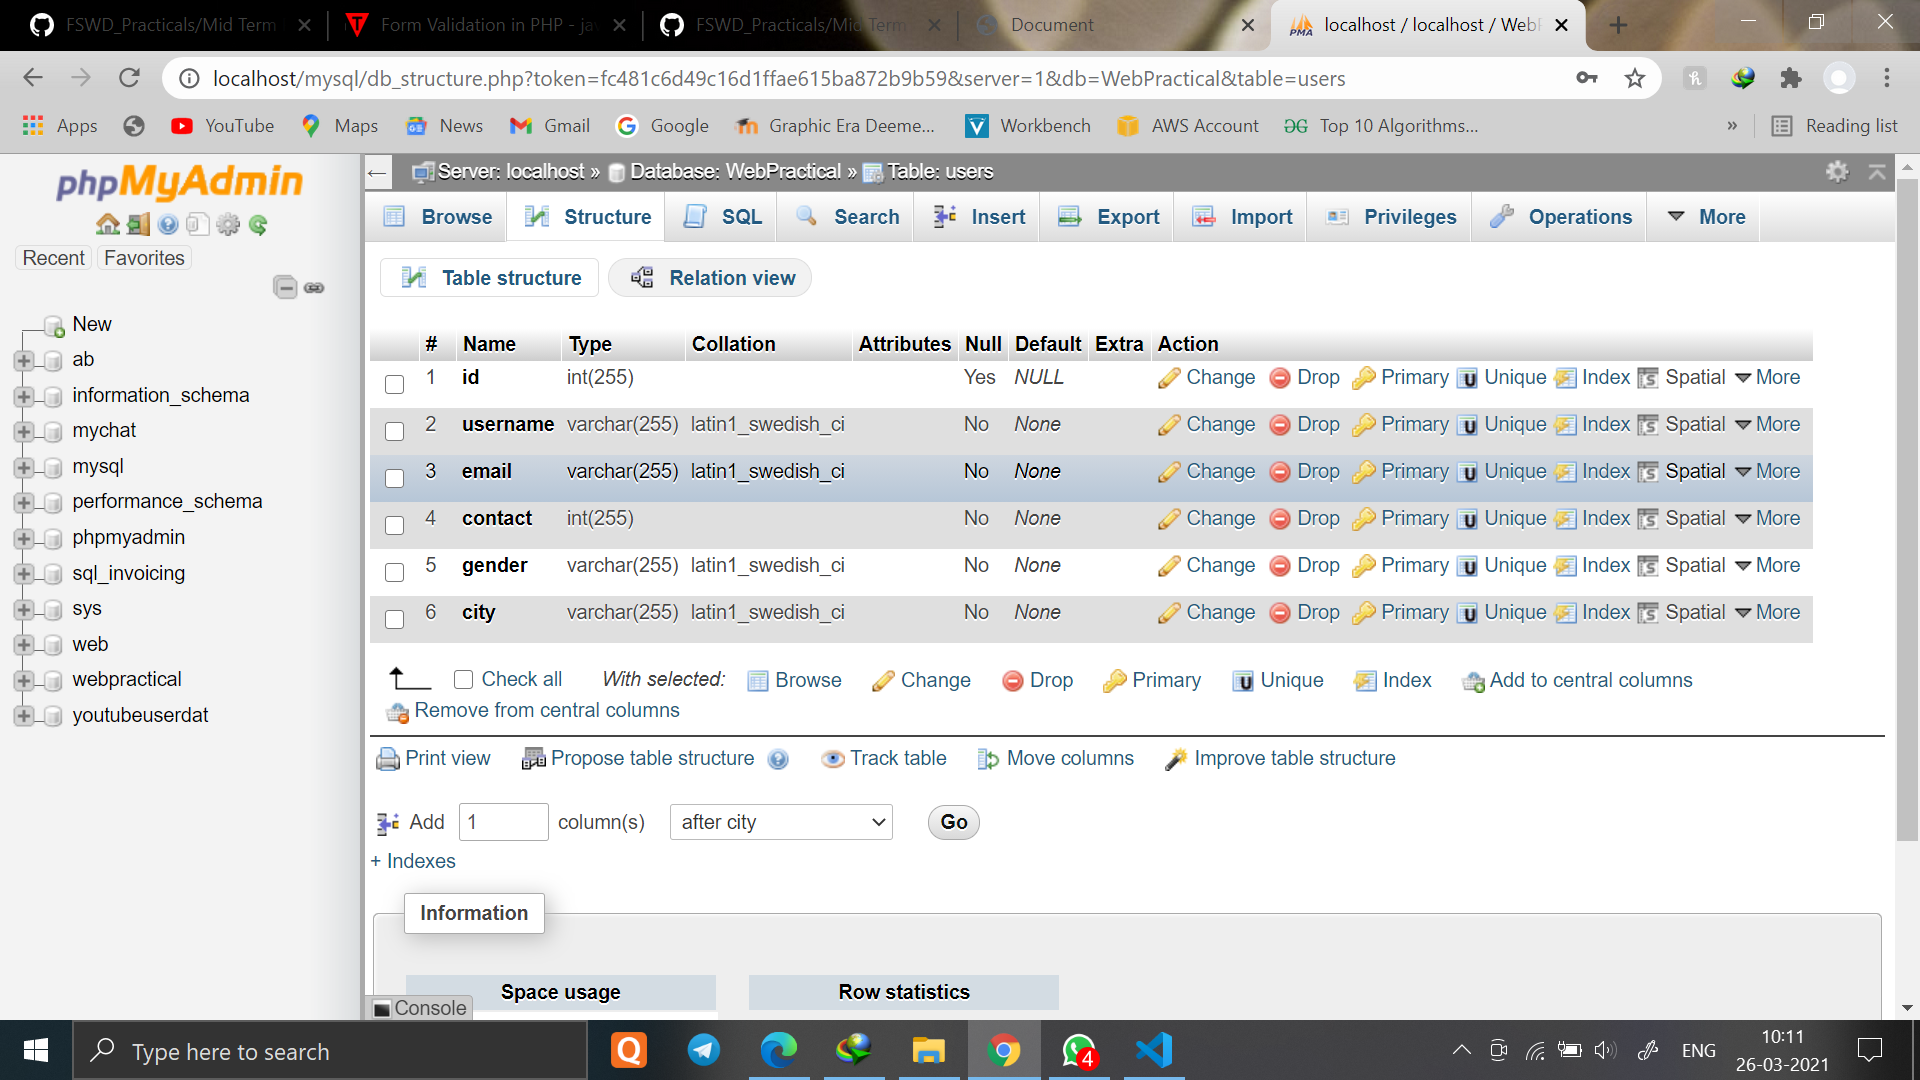 FSWD_Practicals/Mid Term
Form Validation in PHP - jav
FSWD_Practicals/Mid Term
Document
localhost / localhost / WebP
localhost/mysql/db_structure.php?token=fc481c6d49c16d1ffae615ba872b9b59&server=1&db=WebPractical&table=users
Apps YouTube Maps News Gmail Google Graphic Era Deeme... Workbench AWS Account Top 10 Algorithms... » Reading list
phpMyAdmin
Recent Favorites
New
ab
information_schema
mychat
mysql
performance_schema
phpmyadmin
sql_invoicing
sys
web
webpractical
youtubeuserdat
Server: localhost » Database: WebPractical » Table: users
Browse Structure SQL Search Insert Export Import Privileges Operations More
Table structure Relation view
# Name Type Collation Attributes Null Default Extra Action
1 id int(255) Yes NULL Change Drop Primary Unique Index Spatial More
2 username varchar(255) latin1_swedish_ci No None Change Drop Primary Unique Index Spatial More
3 email varchar(255) latin1_swedish_ci No None Change Drop Primary Unique Index Spatial More
4 contact int(255) No None Change Drop Primary Unique Index Spatial More
5 gender varchar(255) latin1_swedish_ci No None Change Drop Primary Unique Index Spatial More
6 city varchar(255) latin1_swedish_ci No None Change Drop Primary Unique Index Spatial More
Check all With selected: Browse Change Drop Primary Unique Index Add to central columns
Remove from central columns
Print view Propose table structure Track table Move columns Improve table structure
Add 1 column(s) after city Go
+ Indexes
Information
Space usage Row statistics
Console
Type here to search
4
ENG
10:11
26-03-2021